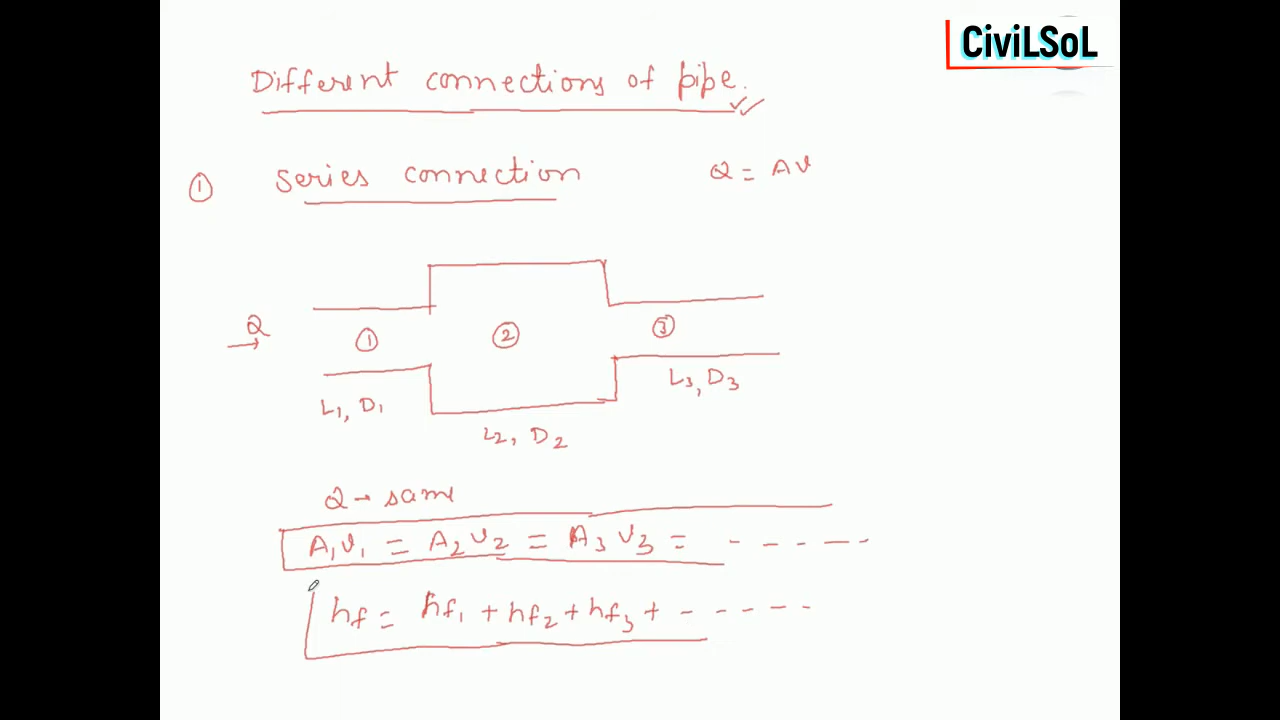 CiviLSoL
Different connections of pipe.
① series connection Q = AV
Q
① ② ③
L1, D1
L2, D2
L3, D3
Q → same
A1V1 = A2V2 = A3V3 = - - - - -
hf = hf1 + hf2 + hf3 + - - - - -